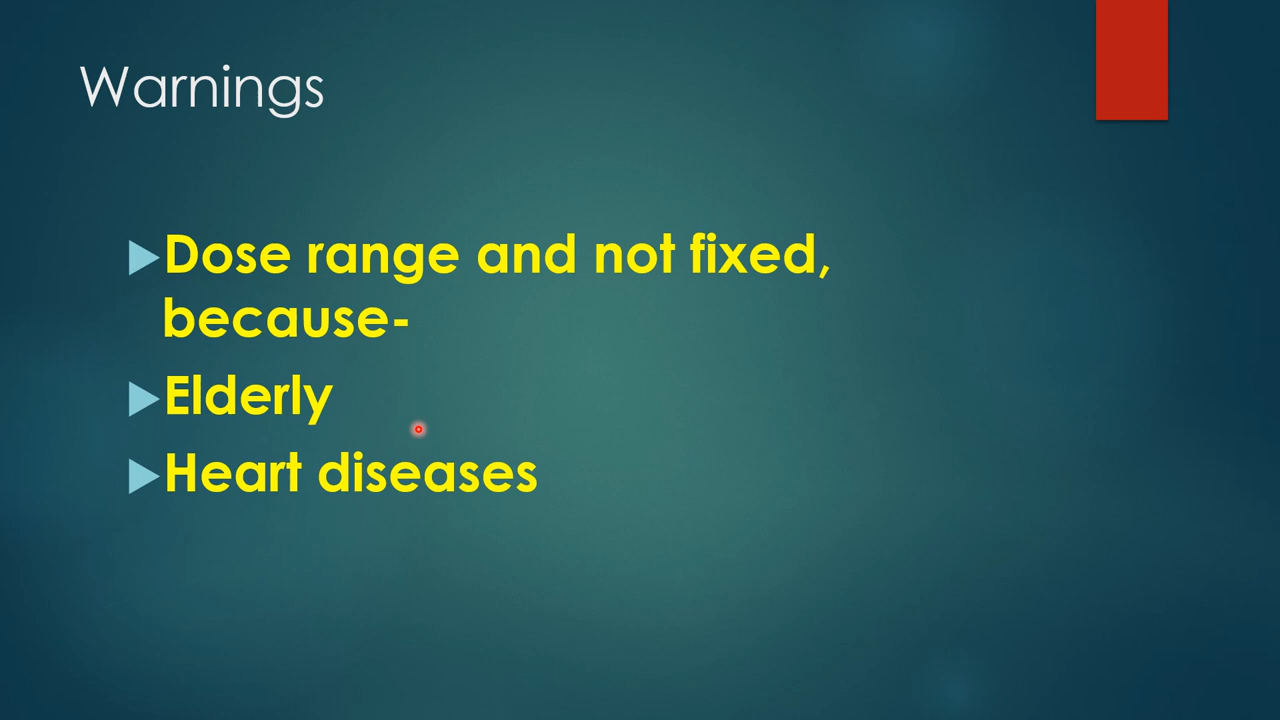 Warnings
Dose range and not fixed,
because-
Elderly
Heart diseases